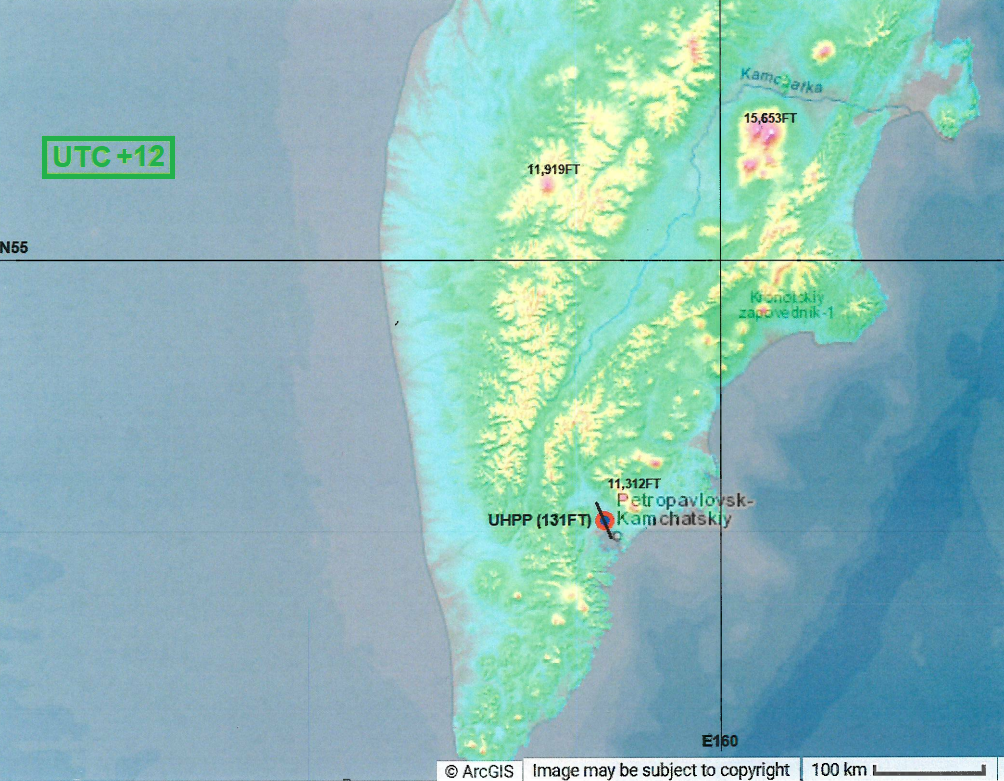 Kamchatka
15,653FT
UTC +12
11,919FT
N55
Kronotskiy
zapovednik-1
11,312FT
Petropavlovsk-
UHPP (131FT) Kamchatskiy
E160
© ArcGIS Image may be subject to copyright 100 km